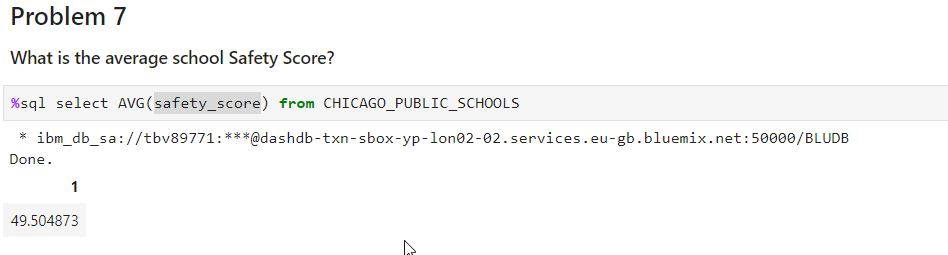 Problem 7
What is the average school Safety Score?
%sql select AVG(safety_score) from CHICAGO_PUBLIC_SCHOOLS
* ibm_db_sa://tbv89771:***@dashdb-txn-sbox-yp-lon02-02.services.eu-gb.bluemix.net:50000/BLUDB
Done.
1
49.504873